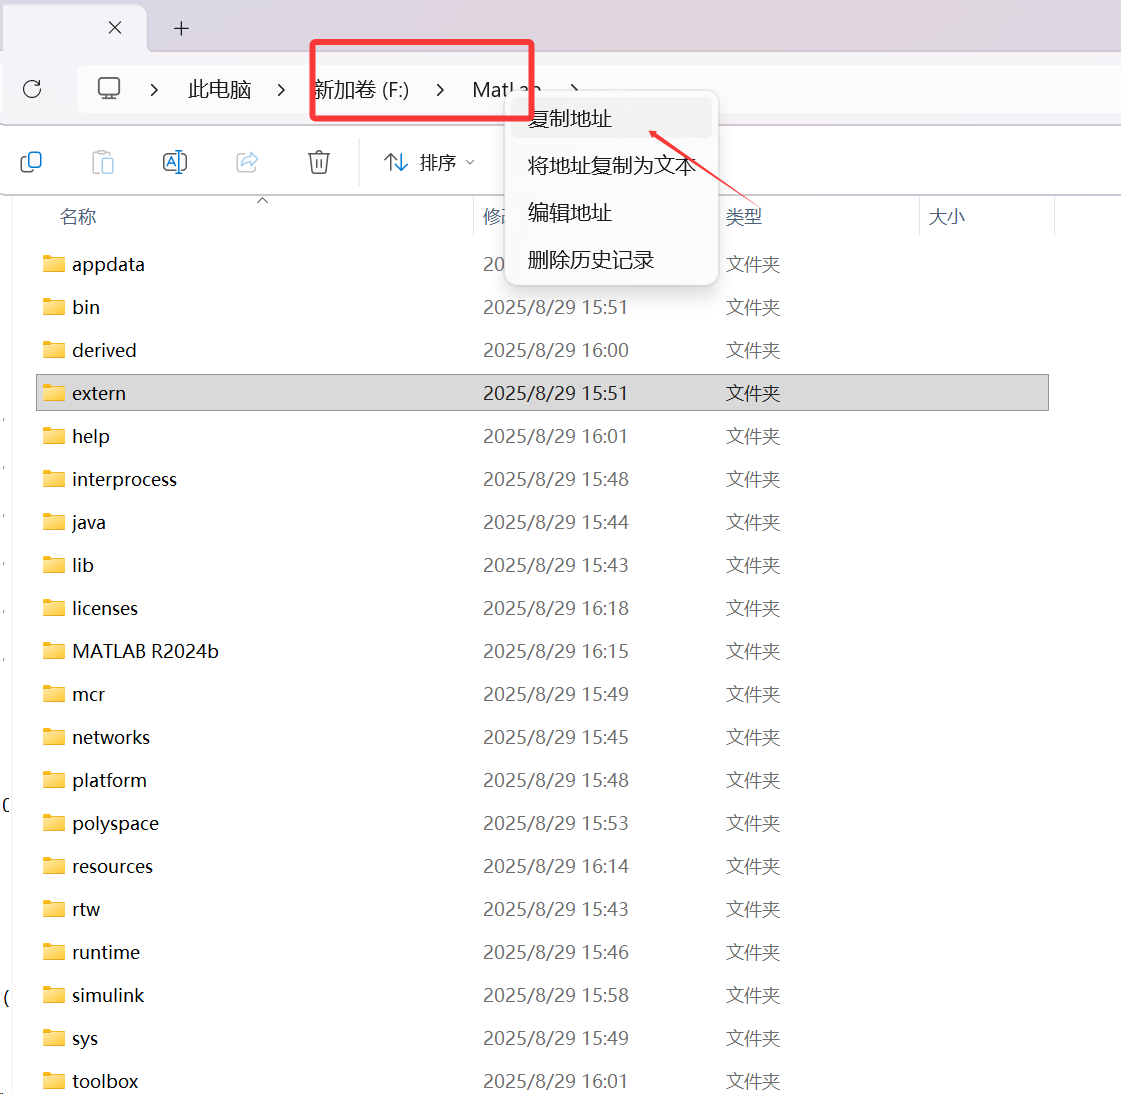 此电脑 新加卷 (F:) MatLab
复制地址
将地址复制为文本
编辑地址
删除历史记录
排序
名称 类型 大小
appdata 20 文件夹
bin 2025/8/29 15:51 文件夹
derived 2025/8/29 16:00 文件夹
extern 2025/8/29 15:51 文件夹
help 2025/8/29 16:01 文件夹
interprocess 2025/8/29 15:48 文件夹
java 2025/8/29 15:44 文件夹
lib 2025/8/29 15:43 文件夹
licenses 2025/8/29 16:18 文件夹
MATLAB R2024b 2025/8/29 16:15 文件夹
mcr 2025/8/29 15:49 文件夹
networks 2025/8/29 15:45 文件夹
platform 2025/8/29 15:48 文件夹
polyspace 2025/8/29 15:53 文件夹
resources 2025/8/29 16:14 文件夹
rtw 2025/8/29 15:43 文件夹
runtime 2025/8/29 15:46 文件夹
simulink 2025/8/29 15:58 文件夹
sys 2025/8/29 15:49 文件夹
toolbox 2025/8/29 16:01 文件夹